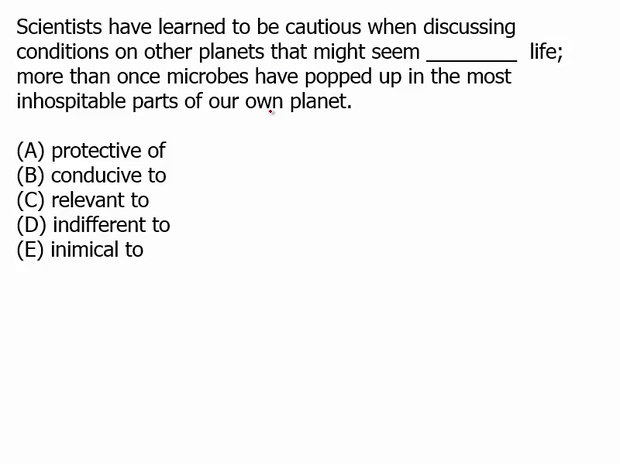 Scientists have learned to be cautious when discussing
conditions on other planets that might seem _________ life;
more than once microbes have popped up in the most
inhospitable parts of our own planet.
(A) protective of
(B) conducive to
(C) relevant to
(D) indifferent to
(E) inimical to